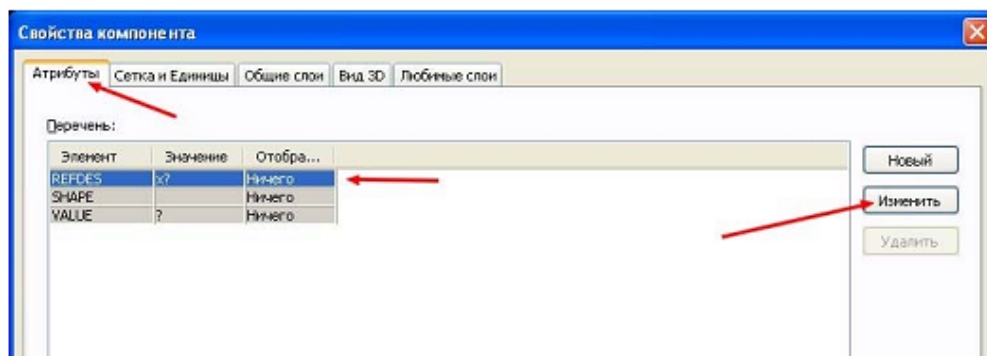 Свойства компонента
Атрибуты Сетка и Единицы Общие слои Вид 3D Любимые слои
Перечень:
Элемент Значение Отобра...
Новый
REFDES x? Ничего
SHAPE Ничего
Изменить
VALUE ? Ничего
Удалить